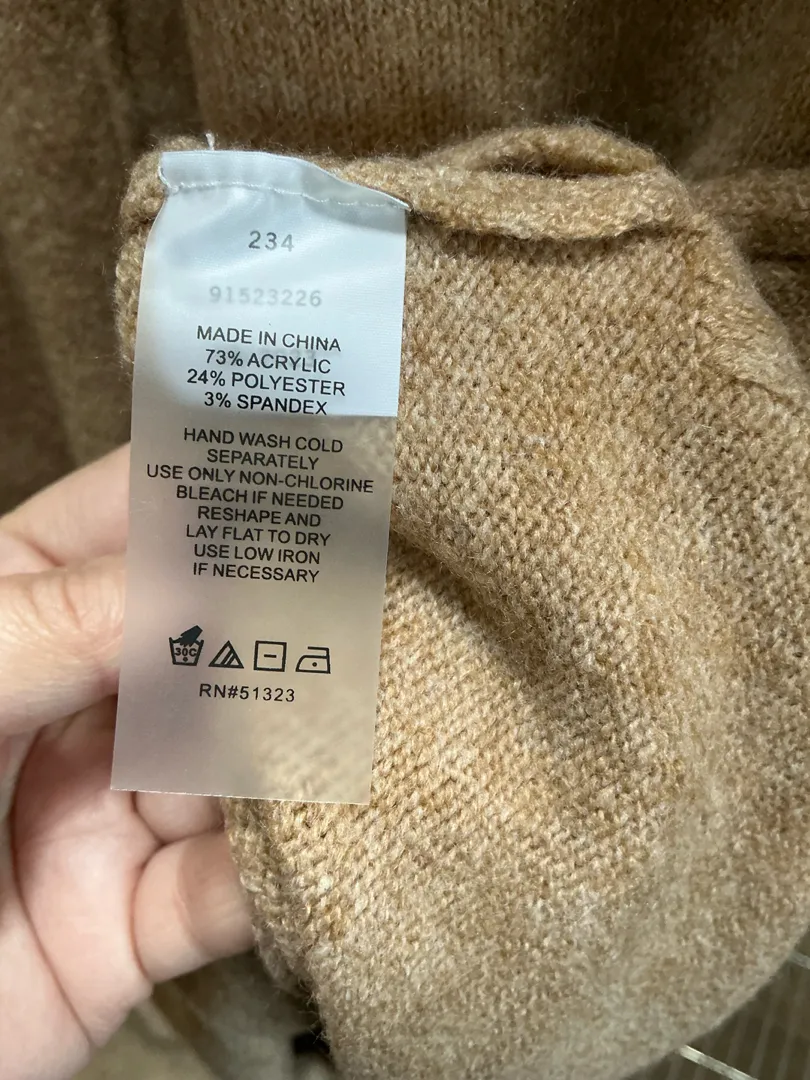 234
91523226
MADE IN CHINA
73% ACRYLIC
24% POLYESTER
3% SPANDEX
HAND WASH COLD
SEPARATELY
USE ONLY NON-CHLORINE
BLEACH IF NEEDED
RESHAPE AND
LAY FLAT TO DRY
USE LOW IRON
IF NECESSARY
30C
RN#51323